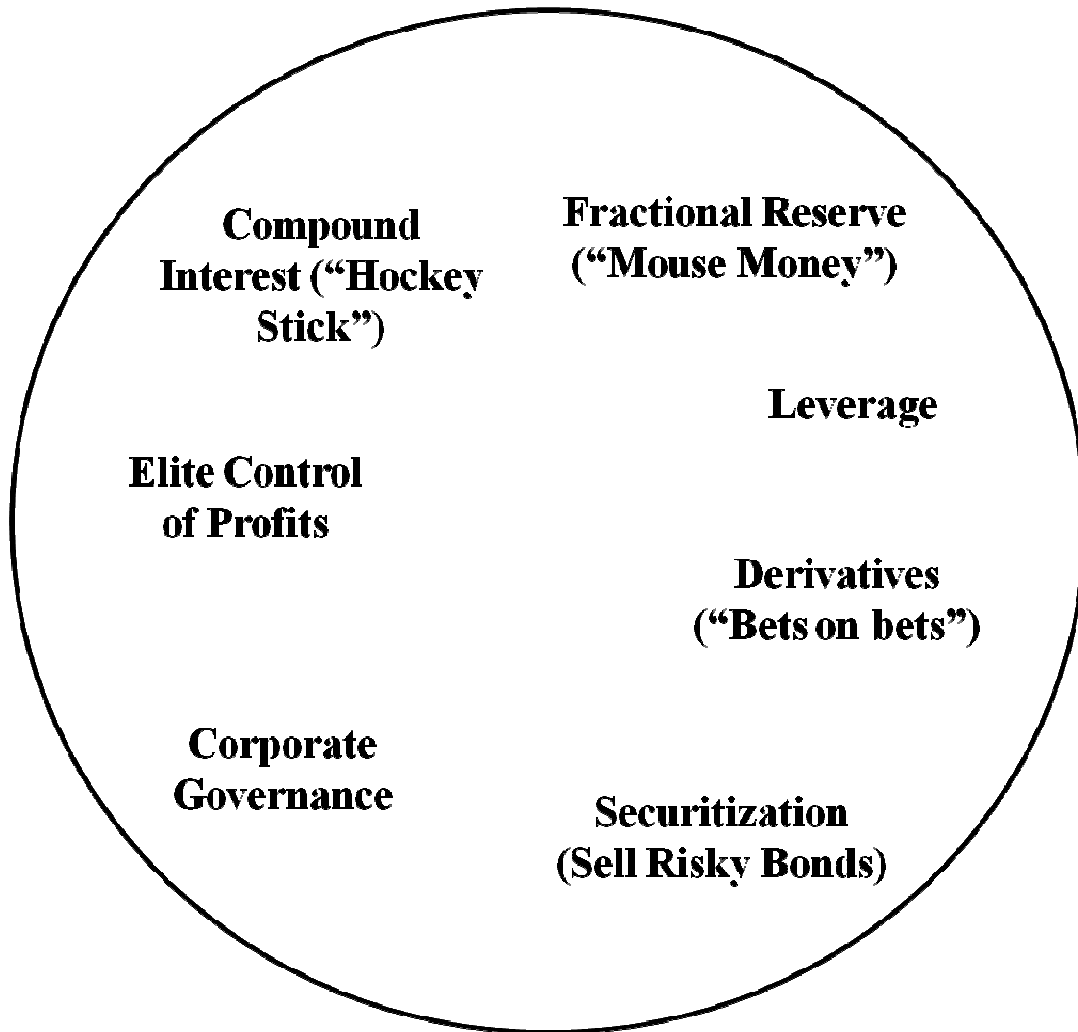 Compound
Interest (“Hockey
Stick”)
Fractional Reserve
(“Mouse Money”)
Leverage
Elite Control
of Profits
Derivatives
(“Bets on bets”)
Corporate
Governance
Securitization
(Sell Risky Bonds)